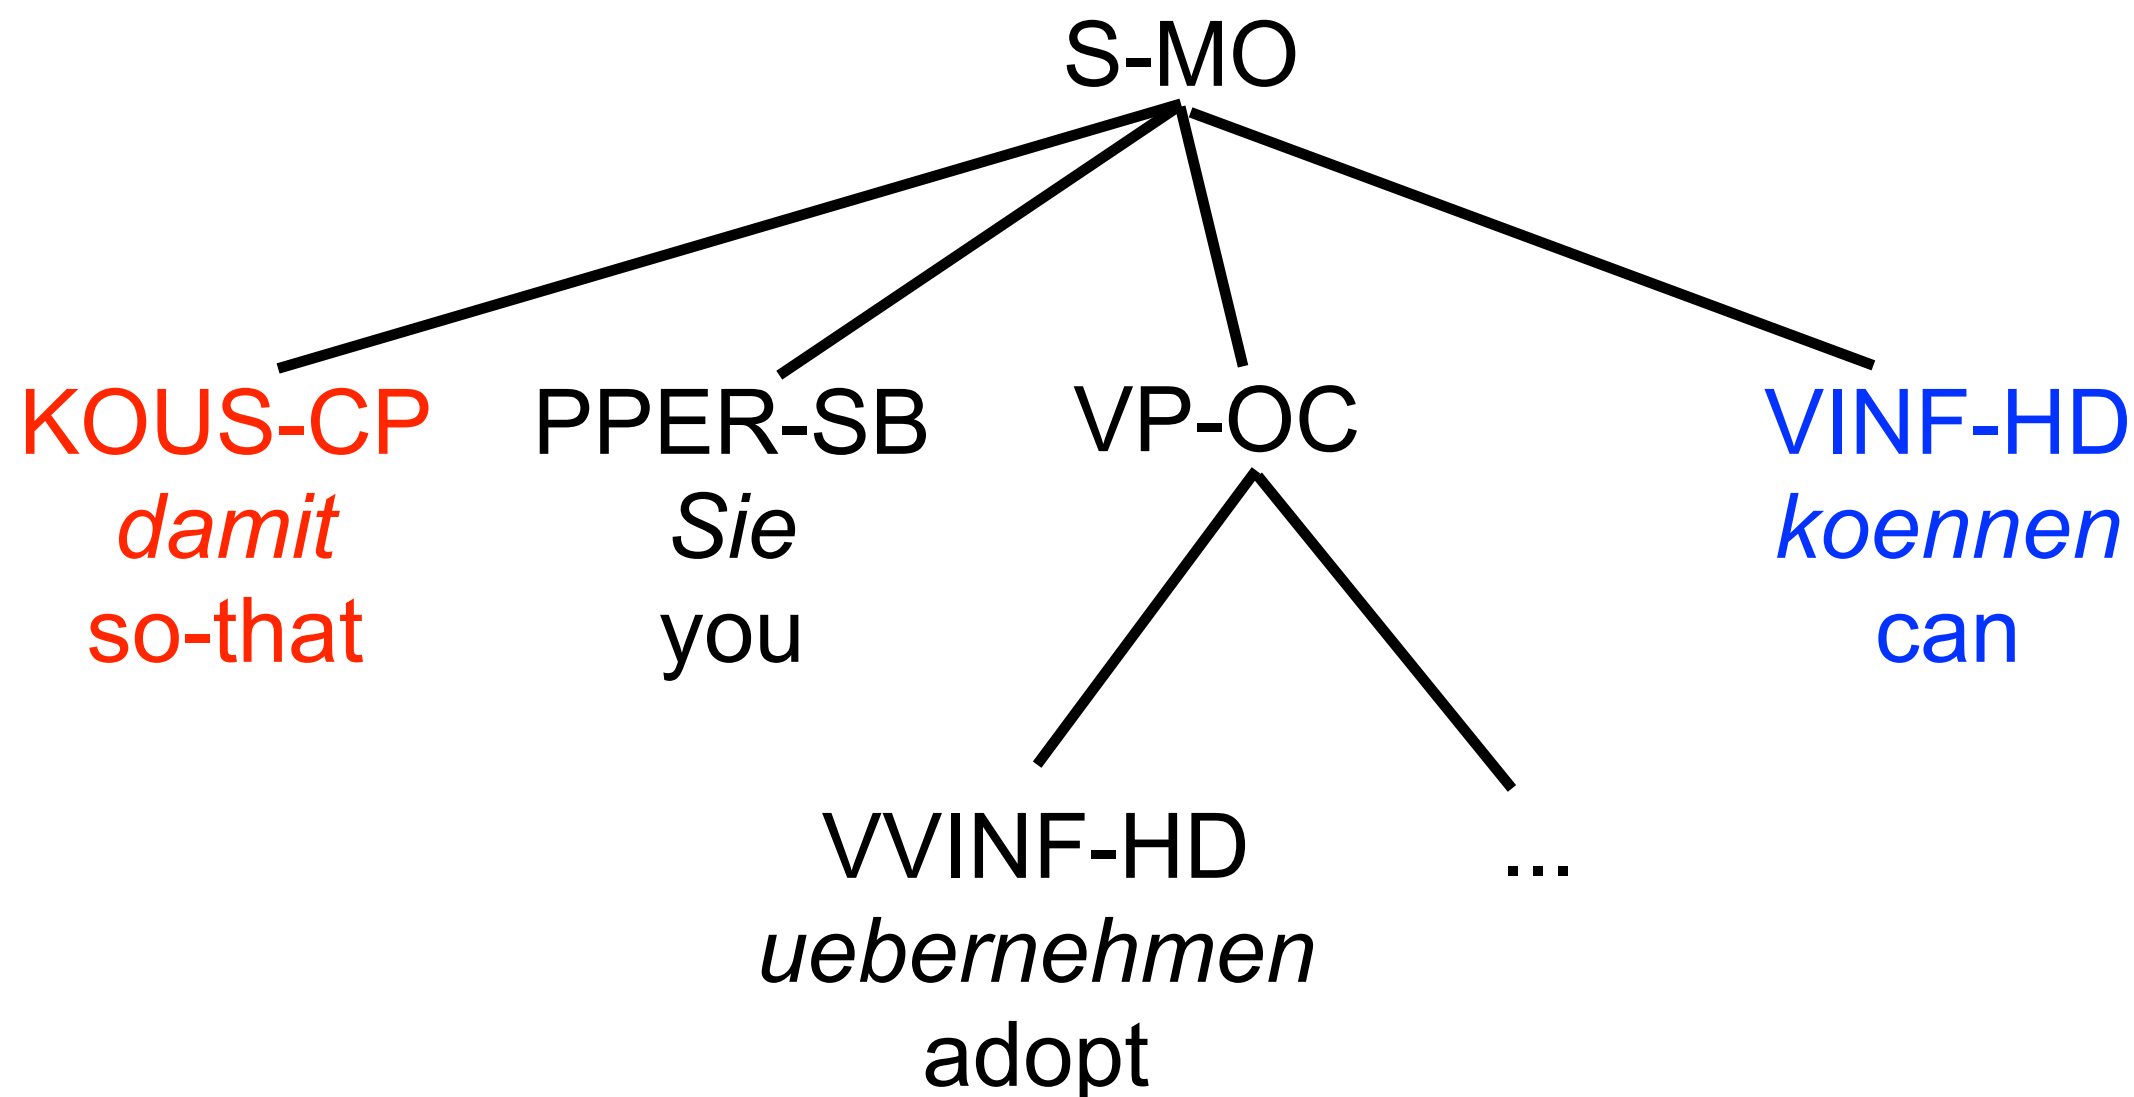 S-MO
KOUS-CP PPER-SB VP-OC VINF-HD
damit Sie koennen
so-that you can
VVINF-HD ...
uebernehmen
adopt